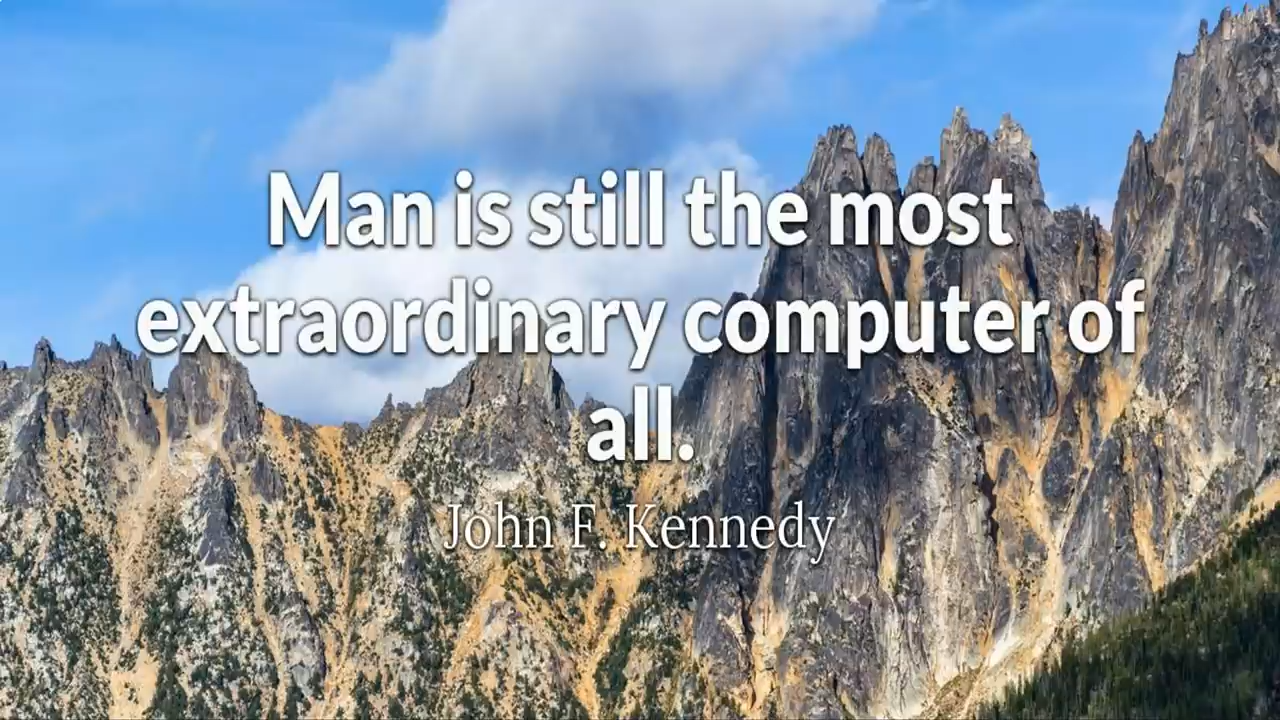 Man is still the most
extraordinary computer of
all.
John F. Kennedy